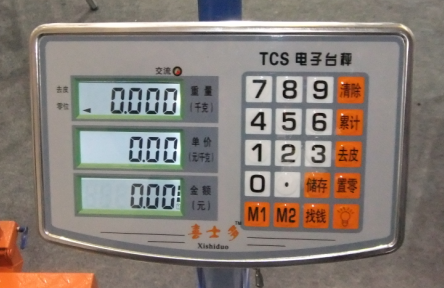 TCS 电子台秤
交流
去皮
零位
0.000
重量
(千克)
0.00
单价
(元/千克)
0.00
金额
(元)
7 8 9 清除
4 5 6 累计
1 2 3 去皮
0 · 储存 置零
M1 M2 找钱
喜士多™
Xishiduo